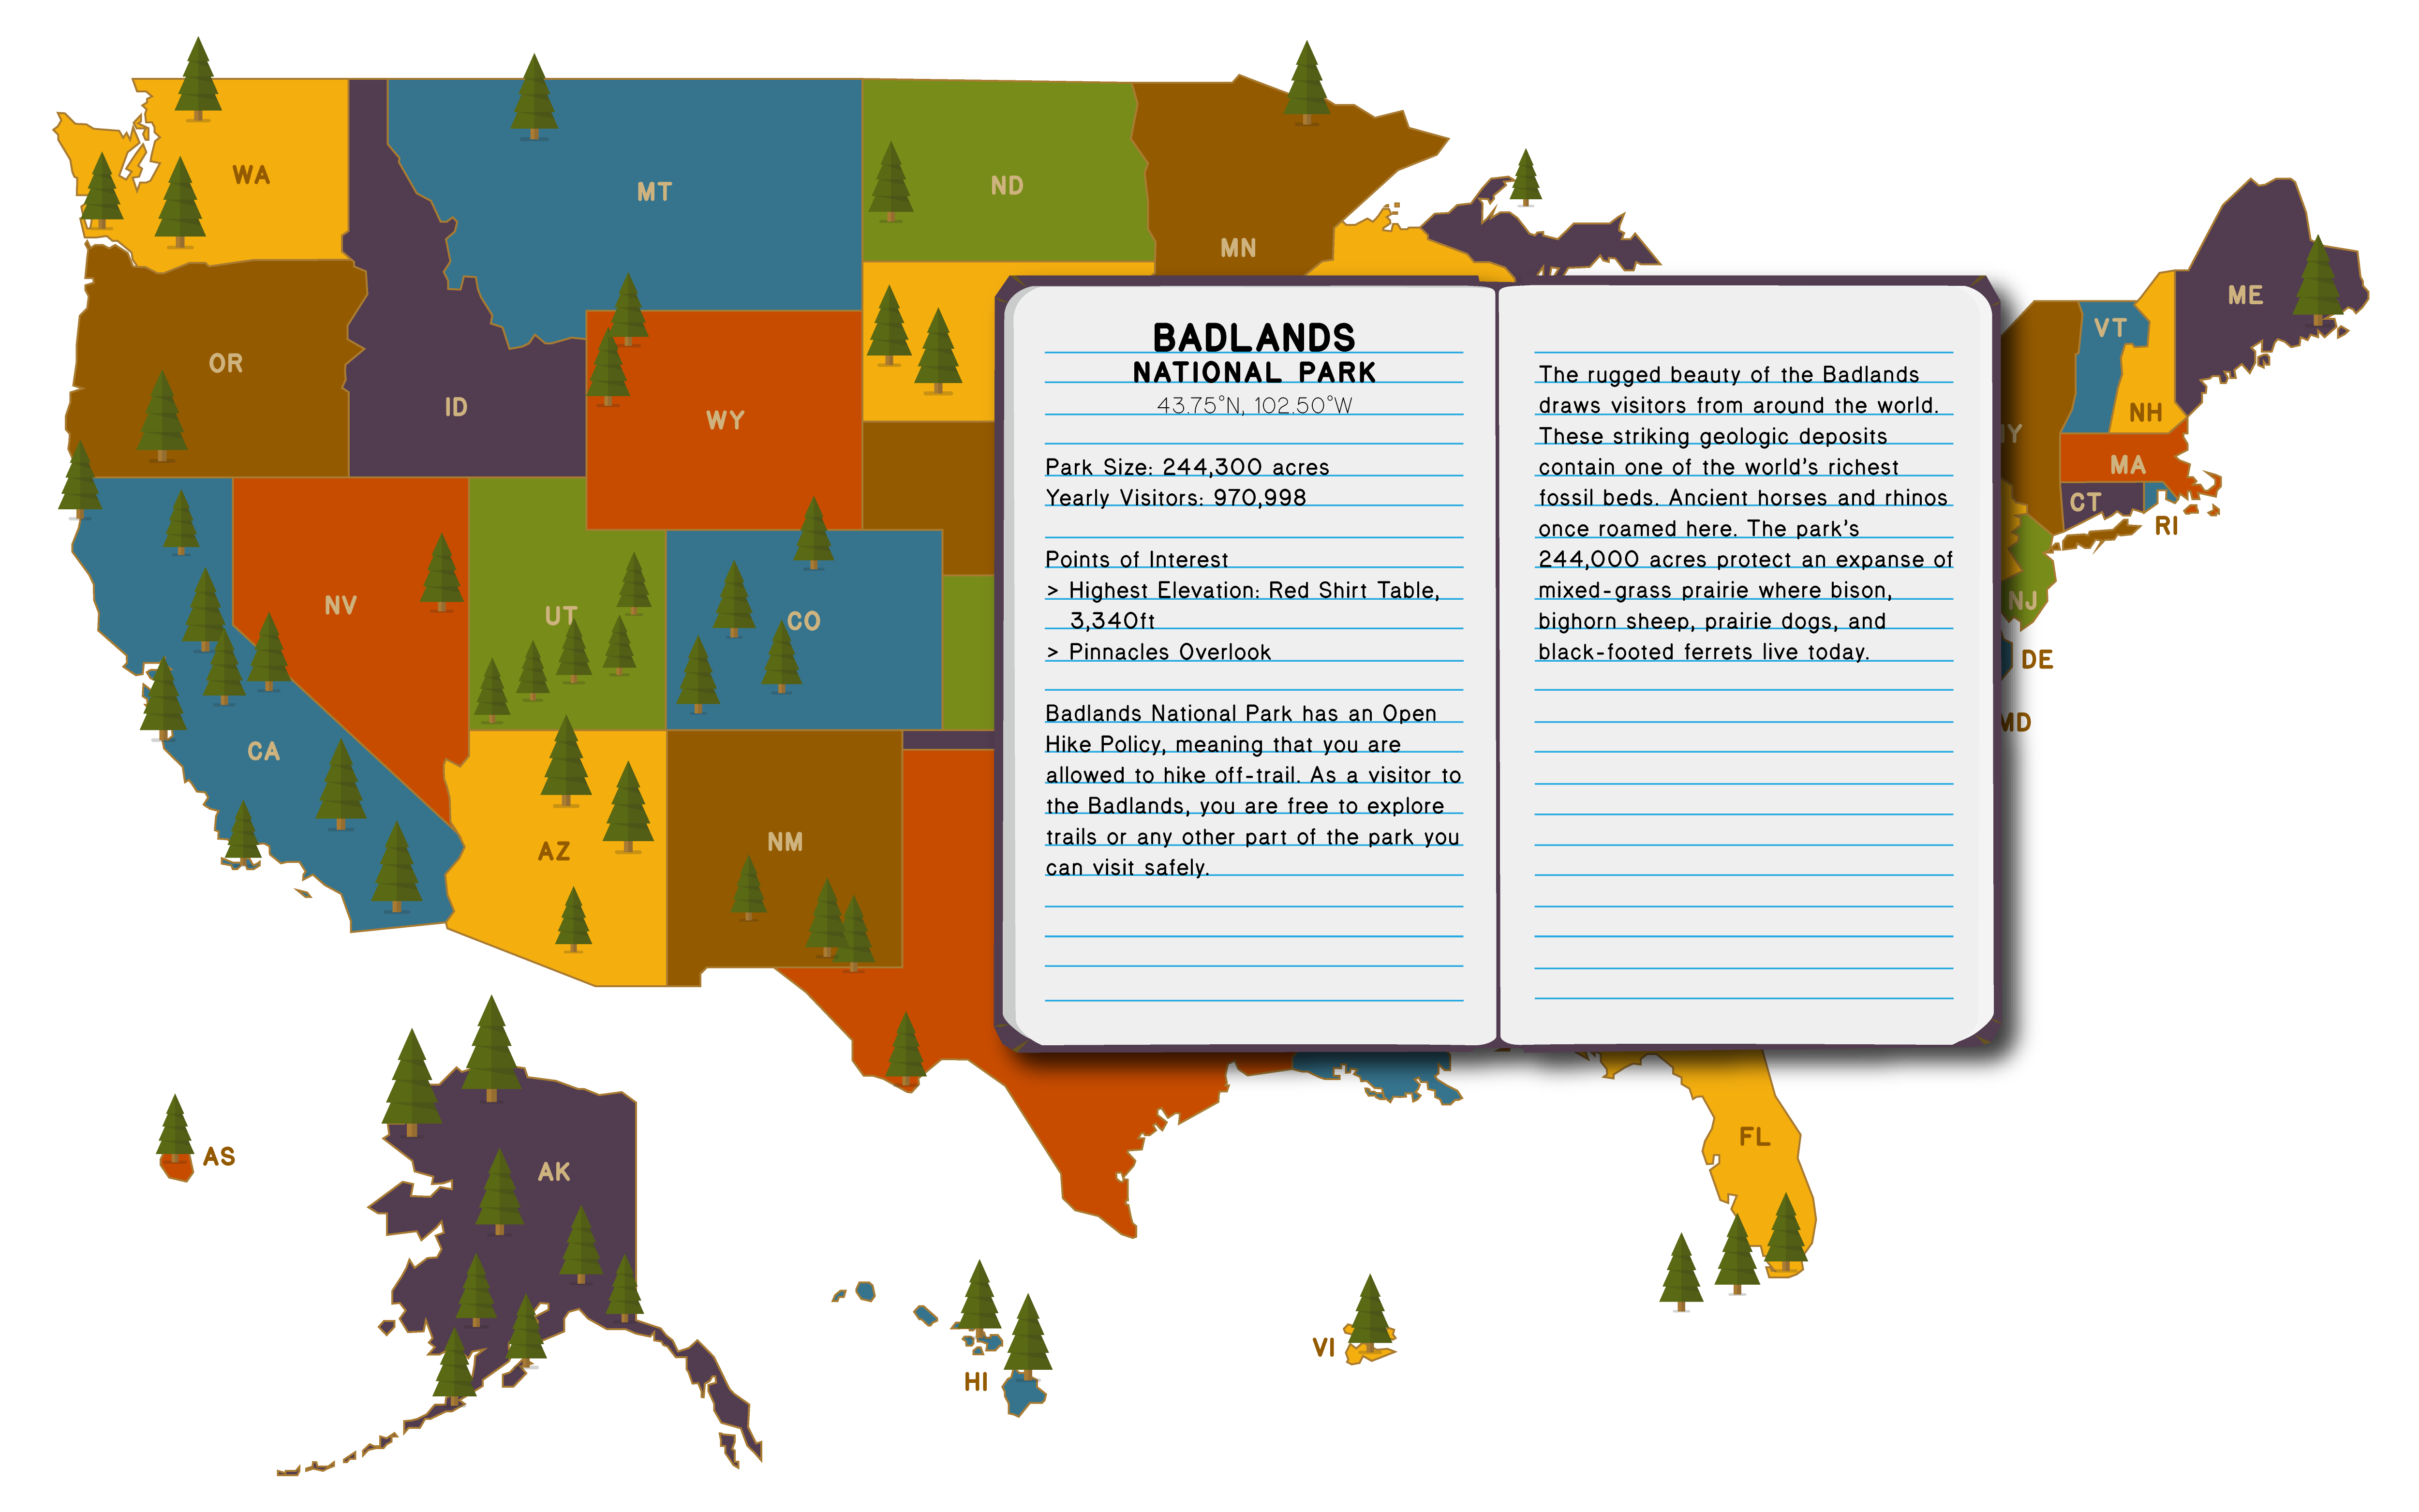 WA
MT
ND
MN
OR
ID
WY
ME
VT
NH
MA
CT
RI
NJ
DE
MD
NV
UT
CO
CA
AZ
NM
AS
AK
HI
VI
FL
BADLANDS
NATIONAL PARK
43.75°N, 102.50°W
Park Size: 244,300 acres
Yearly Visitors: 970,998
Points of Interest
> Highest Elevation: Red Shirt Table,
3,340ft
> Pinnacles Overlook
Badlands National Park has an Open
Hike Policy, meaning that you are
allowed to hike off-trail. As a visitor to
the Badlands, you are free to explore
trails or any other part of the park you
can visit safely.
The rugged beauty of the Badlands
draws visitors from around the world.
These striking geologic deposits
contain one of the world's richest
fossil beds. Ancient horses and rhinos
once roamed here. The park's
244,000 acres protect an expanse of
mixed-grass prairie where bison,
bighorn sheep, prairie dogs, and
black-footed ferrets live today.